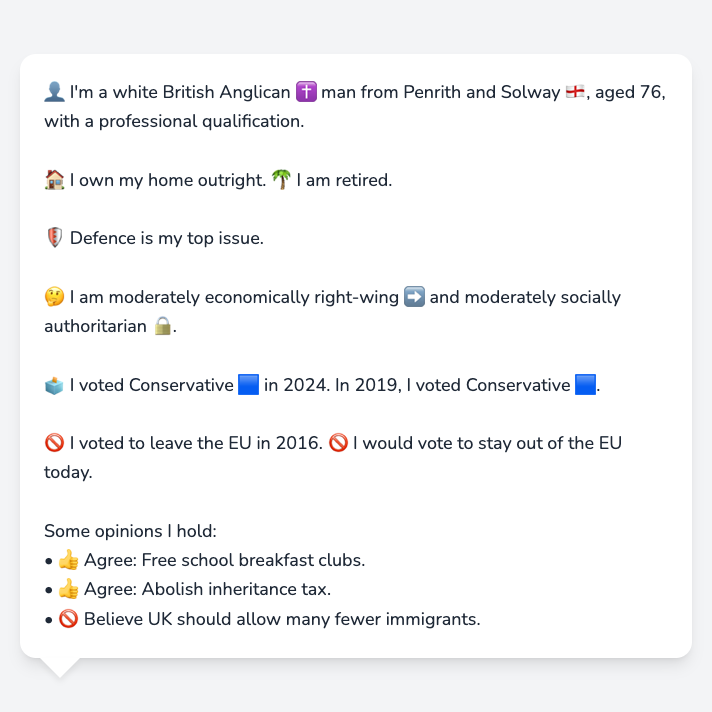 👤 I'm a white British Anglican ✝️ man from Penrith and Solway 🏴󠁧󠁢󠁥󠁮󠁧󠁿, aged 76,
with a professional qualification.
🏠 I own my home outright. 🌴 I am retired.
🛡️ Defence is my top issue.
🤔 I am moderately economically right-wing ➡️ and moderately socially
authoritarian 🔒.
🗳️ I voted Conservative 🟦 in 2024. In 2019, I voted Conservative 🟦.
🚫 I voted to leave the EU in 2016. 🚫 I would vote to stay out of the EU
today.
Some opinions I hold:
• 👍 Agree: Free school breakfast clubs.
• 👍 Agree: Abolish inheritance tax.
• 🚫 Believe UK should allow many fewer immigrants.